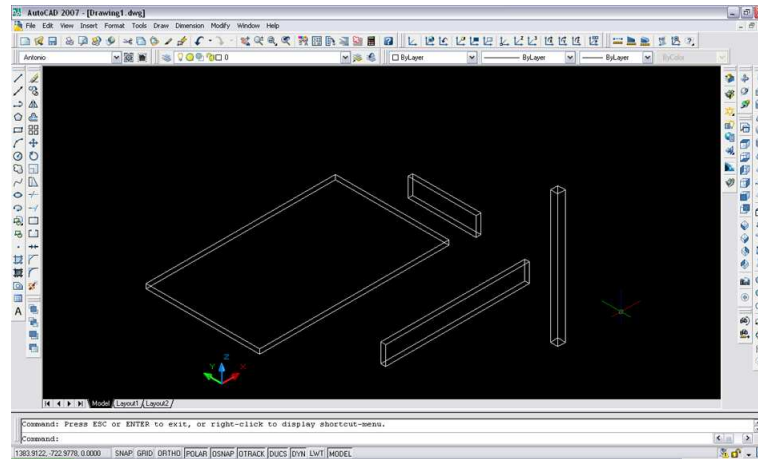 AutoCAD 2007 - [Drawing1.dwg]
File Edit View Insert Format Tools Draw Dimension Modify Window Help
Antonio 0 ByLayer ByLayer ByLayer ByColor
Z
Y X
Model Layout1 Layout2
Command: Press ESC or ENTER to exit, or right-click to display shortcut-menu.
Command:
1383.9122, -722.9778, 0.0000 SNAP GRID ORTHO POLAR OSNAP OTRACK DUCS DYN LWT MODEL